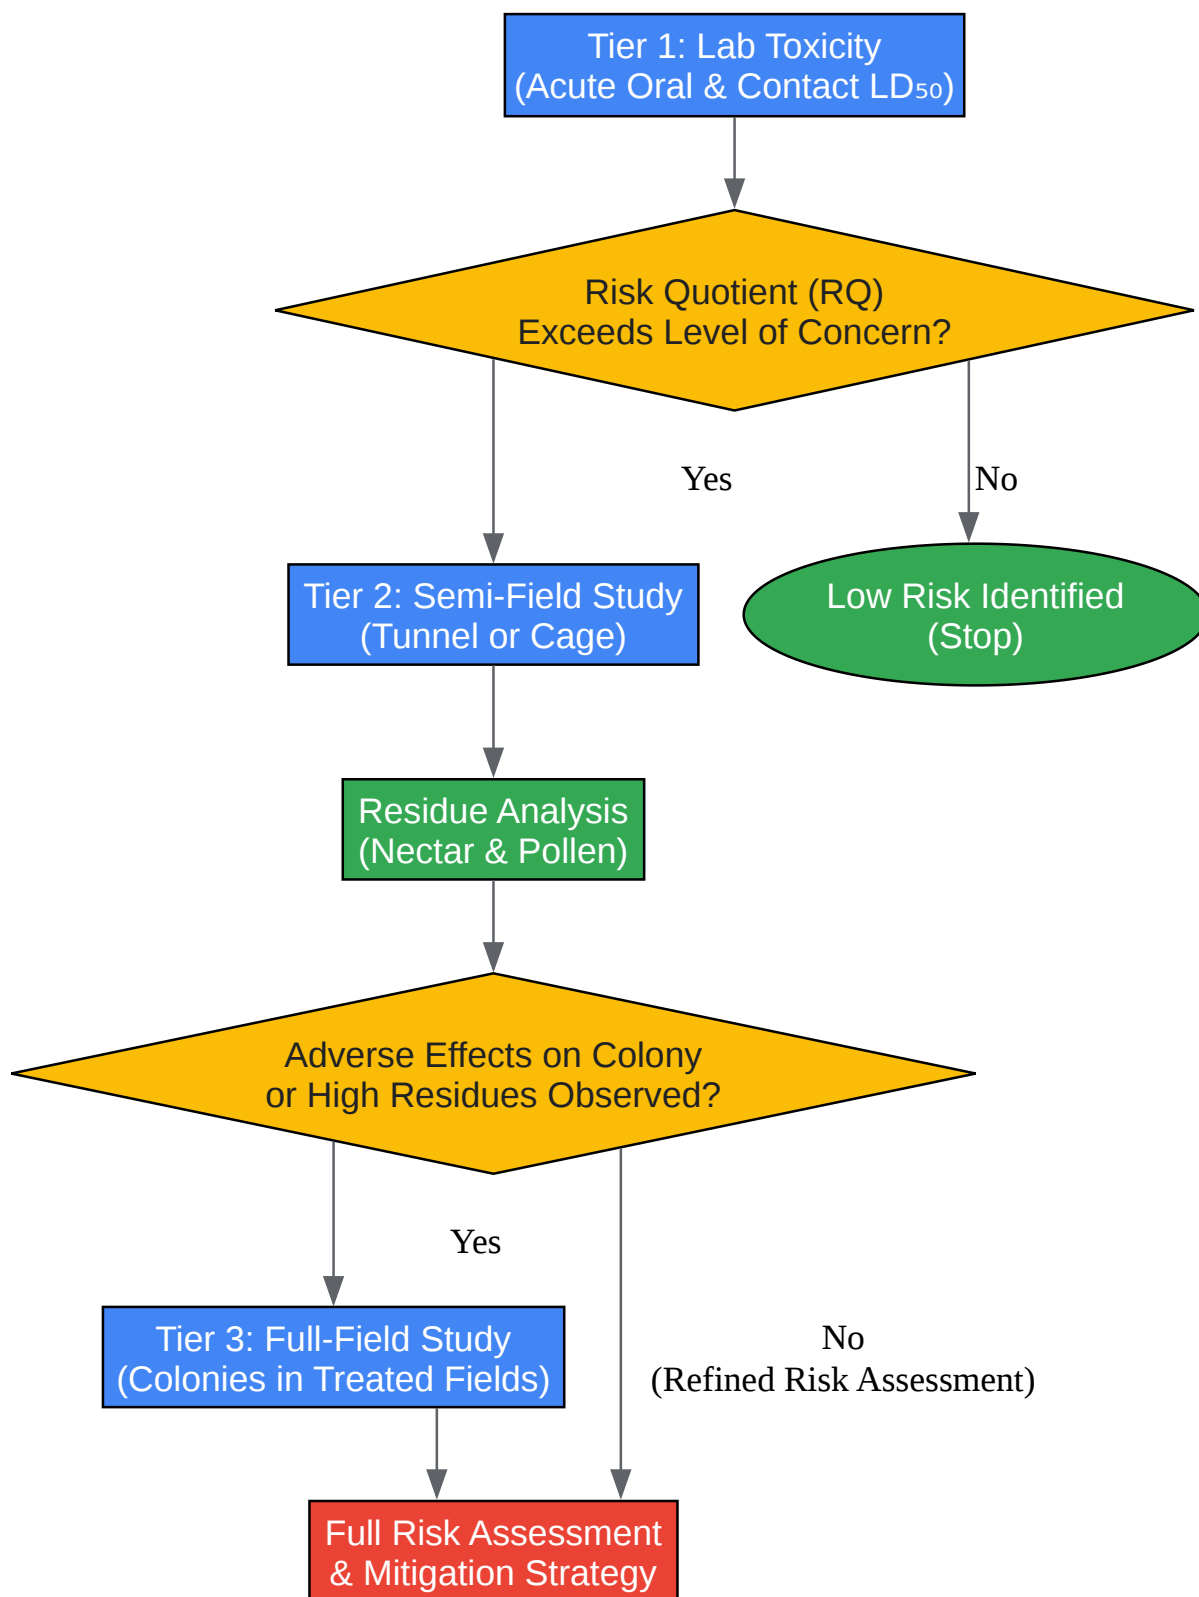 Tier 1: Lab Toxicity
(Acute Oral & Contact LD₅₀)
Risk Quotient (RQ)
Exceeds Level of Concern?
Yes
No
Tier 2: Semi-Field Study
(Tunnel or Cage)
Low Risk Identified
(Stop)
Residue Analysis
(Nectar & Pollen)
Adverse Effects on Colony
or High Residues Observed?
Yes
Tier 3: Full-Field Study
(Colonies in Treated Fields)
No
(Refined Risk Assessment)
Full Risk Assessment
& Mitigation Strategy